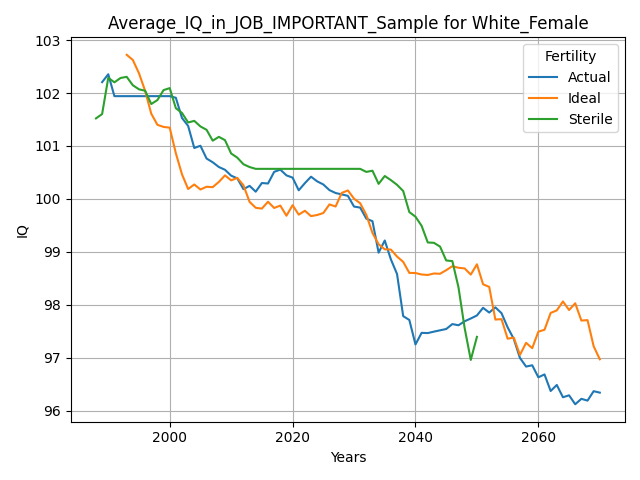 Average_IQ_in_JOB_IMPORTANT_Sample for White_Female
103
102
101
100
99
98
97
96
IQ
2000
2020
2040
2060
Years
Fertility
Actual
Ideal
Sterile